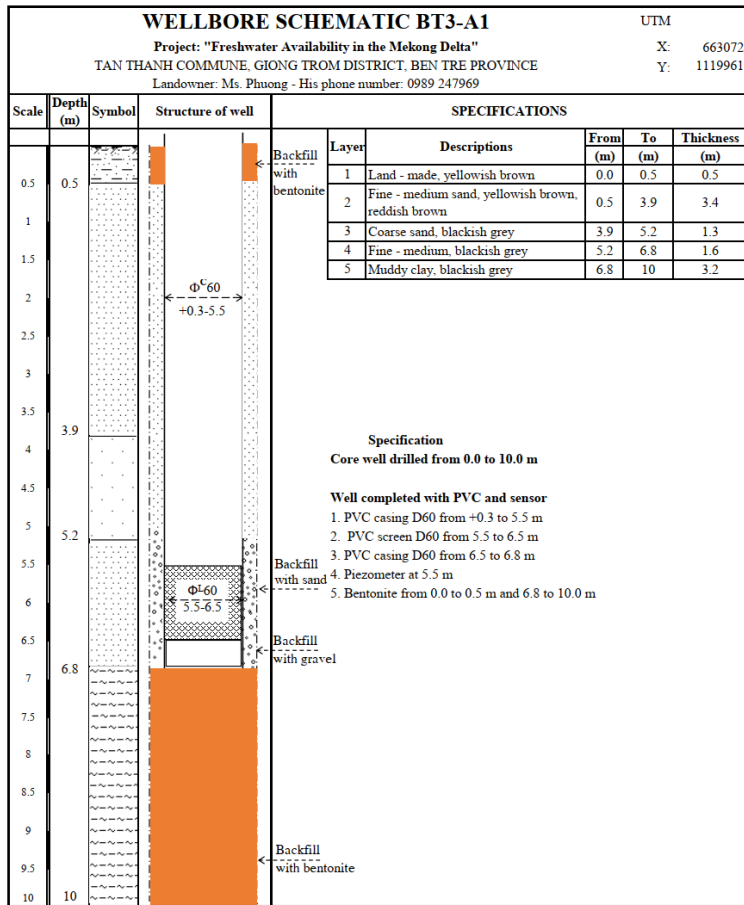 WELLBORE SCHEMATIC BT3-A1
UTM
Project: "Freshwater Availability in the Mekong Delta"
X: 663072
TAN THANH COMMUNE, GIONG TROM DISTRICT, BEN TRE PROVINCE
Y: 1119961
Landowner: Ms. Phuong - His phone number: 0989 247969
Scale Depth (m) Symbol Structure of well SPECIFICATIONS
Layer Descriptions From (m) To (m) Thickness (m)
1 Land - made, yellowish brown 0.0 0.5 0.5
2 Fine - medium sand, yellowish brown, reddish brown 0.5 3.9 3.4
3 Coarse sand, blackish grey 3.9 5.2 1.3
4 Fine - medium, blackish grey 5.2 6.8 1.6
5 Muddy clay, blackish grey 6.8 10 3.2
Backfill
with
bentonite
0.5 0.5
1
1.5
Φᶜ60
2
+0.3-5.5
2.5
3
3.5
3.9
4
4.5
5
5.2
5.5
Backfill
with sand
Φᴸ60
6
5.5-6.5
6.5
Backfill
with gravel
6.8
7
7.5
8
8.5
9
Backfill
with bentonite
9.5
10 10
Specification
Core well drilled from 0.0 to 10.0 m
Well completed with PVC and sensor
1. PVC casing D60 from +0.3 to 5.5 m
2. PVC screen D60 from 5.5 to 6.5 m
3. PVC casing D60 from 6.5 to 6.8 m
4. Piezometer at 5.5 m
5. Bentonite from 0.0 to 0.5 m and 6.8 to 10.0 m